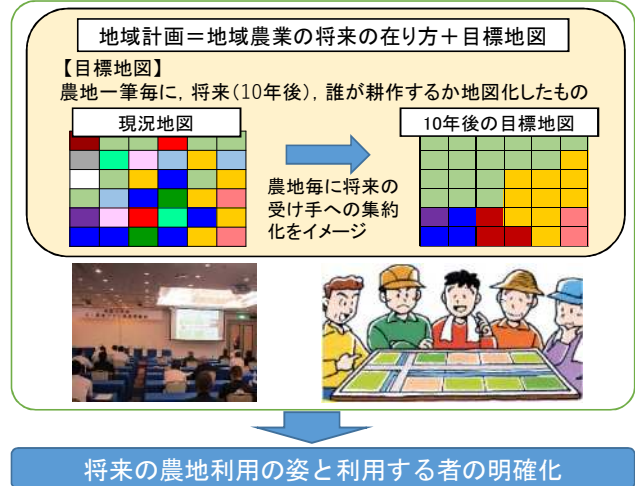 地域計画＝地域農業の将来の在り方＋目標地図
【目標地図】
農地一筆毎に，将来（10年後），誰が耕作するか地図化したもの
現況地図
10年後の目標地図
農地毎に将来の
受け手への集約
化をイメージ
将来の農地利用の姿と利用する者の明確化